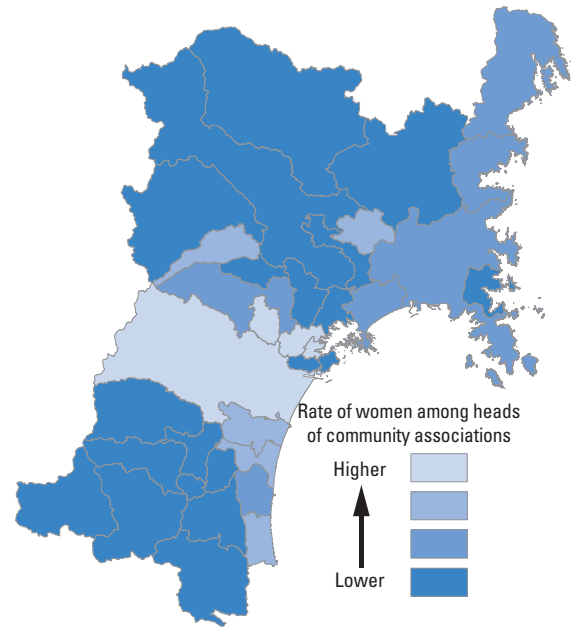 Rate of women among heads
of community associations
Higher
Lower